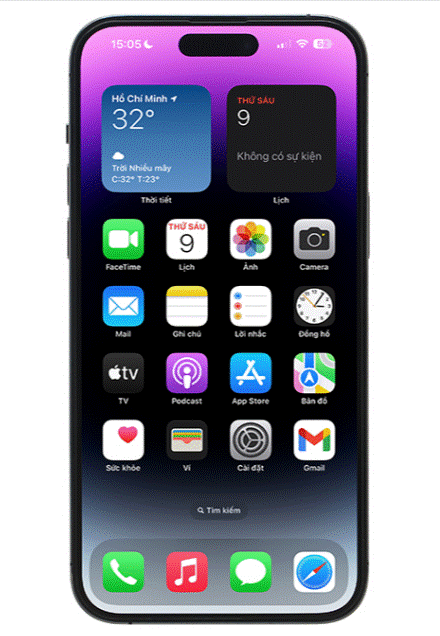 15:05
Hồ Chí Minh
32°
Trời Nhiều mây
C:32° T:23°
Thời tiết
THỨ SÁU
9
Không có sự kiện
Lịch
FaceTime
THỨ SÁU
9
Lịch
Ảnh
Camera
Mail
Ghi chú
Lời nhắc
Đồng hồ
tv
TV
Podcast
App Store
Bản đồ
Sức khỏe
Ví
Cài đặt
Gmail
Tìm kiếm